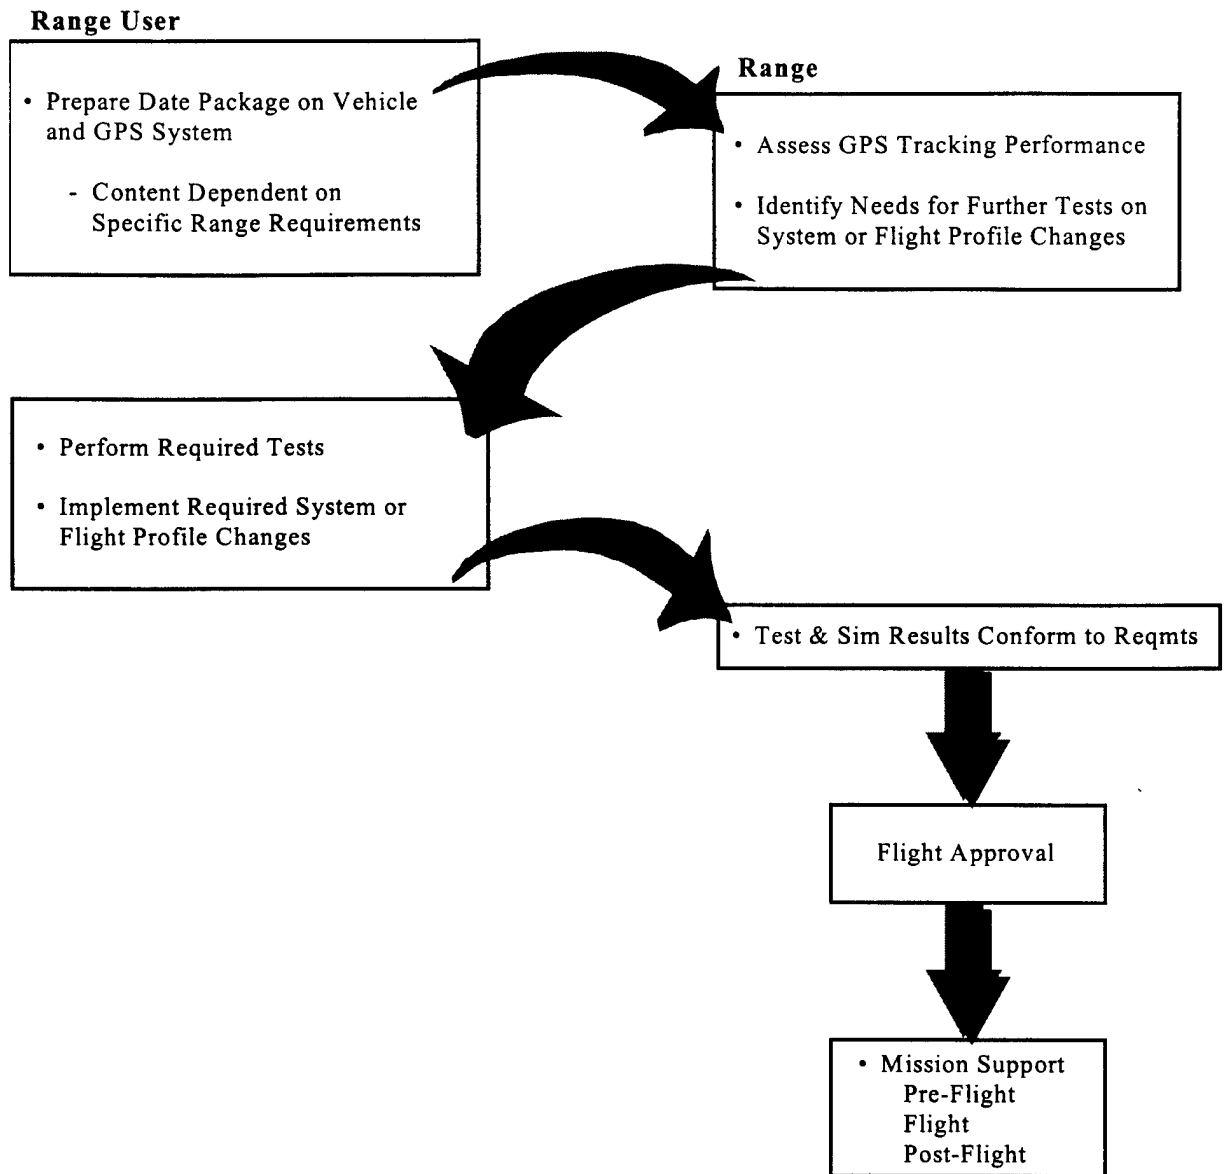 Range User
• Prepare Date Package on Vehicle
and GPS System
- Content Dependent on
Specific Range Requirements
Range
• Assess GPS Tracking Performance
• Identify Needs for Further Tests on
System or Flight Profile Changes
• Perform Required Tests
• Implement Required System or
Flight Profile Changes
• Test & Sim Results Conform to Reqmts
Flight Approval
• Mission Support
Pre-Flight
Flight
Post-Flight